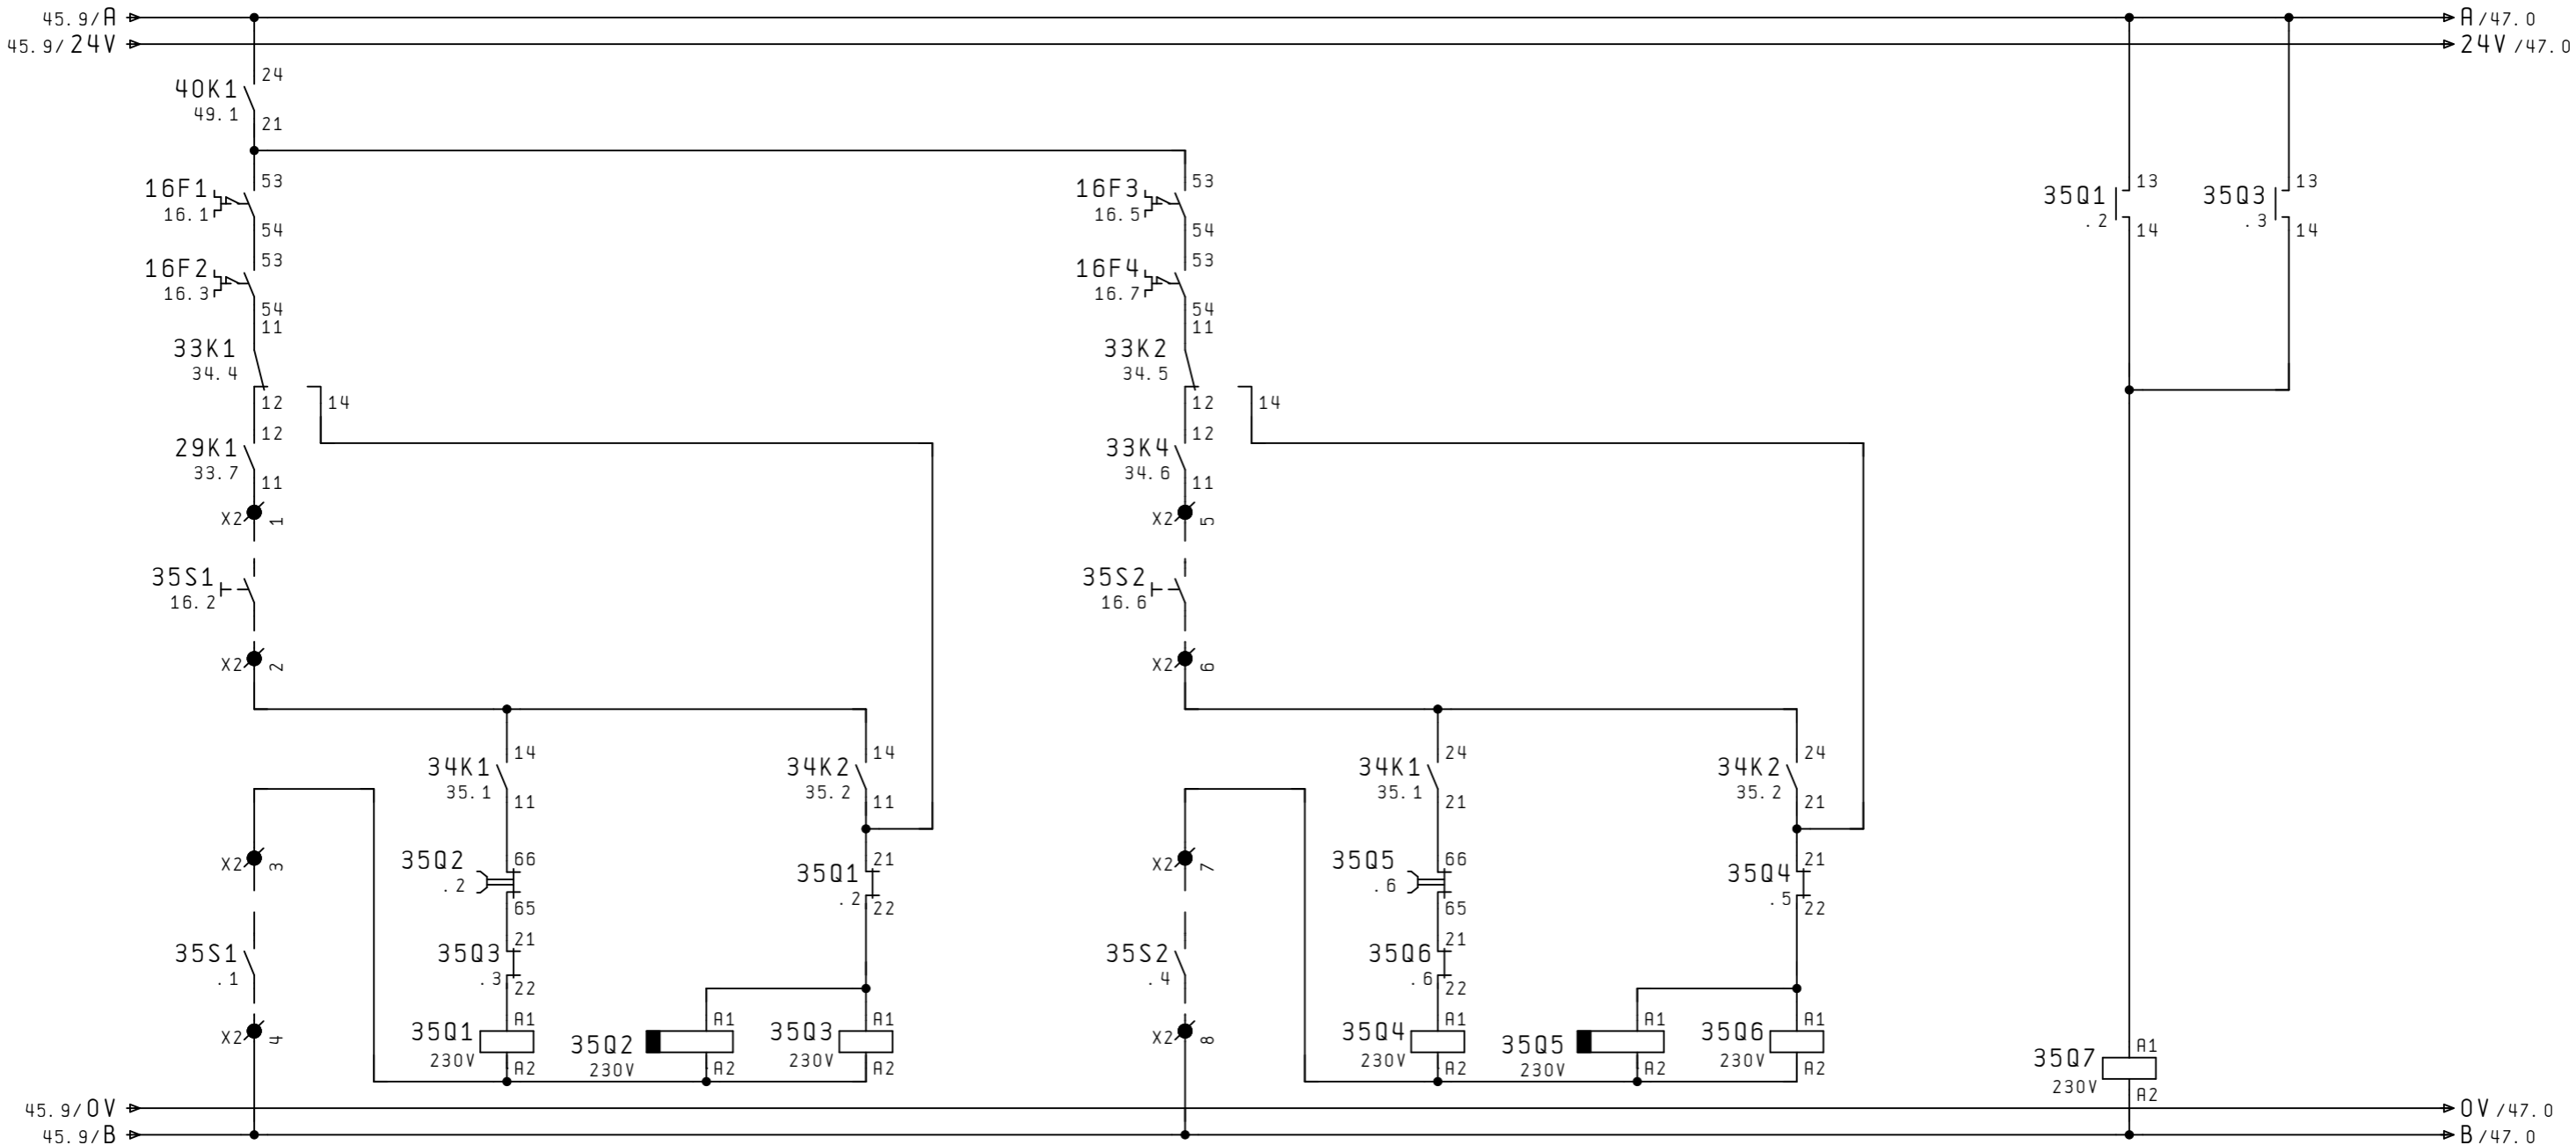 45.9/A
A/47.0
45.9/24V
24V/47.0
24
40K1
49.1
21
53
16F1
16.1
54
53
16F2
16.3
54
11
33K1
34.4
12
14
12
29K1
33.7
11
X2
1
35S1
16.2
X2
2
14
34K1
35.1
11
14
34K2
35.2
11
X2
3
35Q2
.2
66
65
21
35Q1
.2
22
35S1
.1
21
35Q3
.3
22
X2
4
35Q1
230V
A1
A2
35Q2
230V
A1
A2
35Q3
230V
A1
A2
53
16F3
16.5
54
53
16F4
16.7
54
11
33K2
34.5
12
14
12
33K4
34.6
11
X2
5
35S2
16.6
X2
6
24
34K1
35.1
21
24
34K2
35.2
21
X2
7
35Q5
.6
66
65
21
35Q4
.5
22
35S2
.4
21
35Q6
.6
22
X2
8
35Q4
230V
A1
A2
35Q5
230V
A1
A2
35Q6
230V
A1
A2
13
35Q1
.2
14
13
35Q3
.3
14
35Q7
230V
A1
A2
45.9/0V
0V/47.0
45.9/B
B/47.0